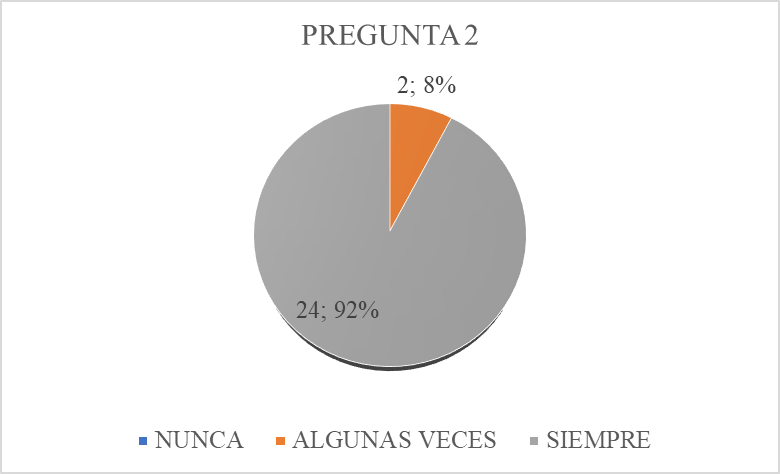 PREGUNTA 2
2; 8%
24; 92%
NUNCA ALGUNAS VECES SIEMPRE